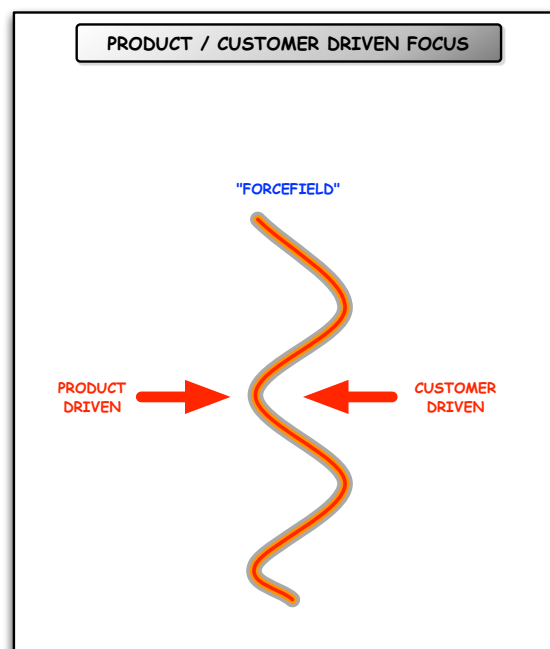 PRODUCT / CUSTOMER DRIVEN FOCUS
"FORCEFIELD"
PRODUCT
DRIVEN
CUSTOMER
DRIVEN